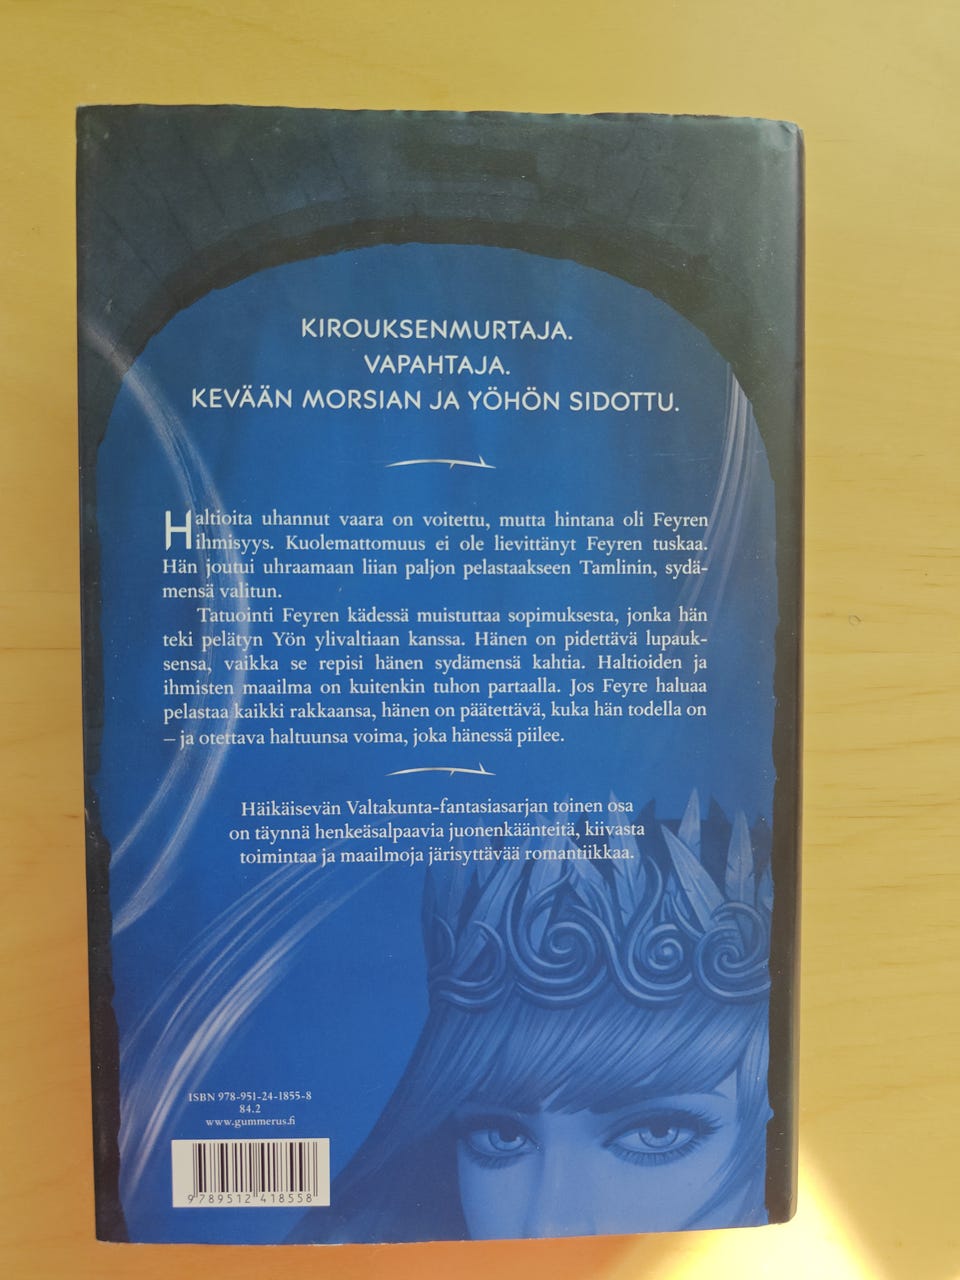 KIROUKSENMURTAJA.
VAPAHTAJA.
KEVÄÄN MORSIAN JA YÖHÖN SIDOTTU.
Haltioita uhannut vaara on voitettu, mutta hintana oli Feyren
ihmisyys. Kuolemattomuus ei ole lievittänyt Feyren tuskaa.
Hän joutui uhraamaan liian paljon pelastaakseen Tamlinin, sydä-
mensä valitun.
Tatuointi Feyren kädessä muistuttaa sopimuksesta, jonka hän
teki pelätyn Yön ylivaltiaan kanssa. Hänen on pidettävä lupauk-
sensa, vaikka se repisi hänen sydämensä kahtia. Haltioiden ja
ihmisten maailma on kuitenkin tuhon partaalla. Jos Feyre haluaa
pelastaa kaikki rakkaansa, hänen on päätettävä, kuka hän todella on
– ja otettava haltuunsa voima, joka hänessä piilee.
Häikäisevän Valtakunta-fantasiasarjan toinen osa
on täynnä henkeäsalpaavia juonenkäänteitä, kiivasta
toimintaa ja maailmoja järisyttävää romantiikkaa.
ISBN 978-951-24-1855-8
84.2
www.gummerus.fi
9 789512 418558